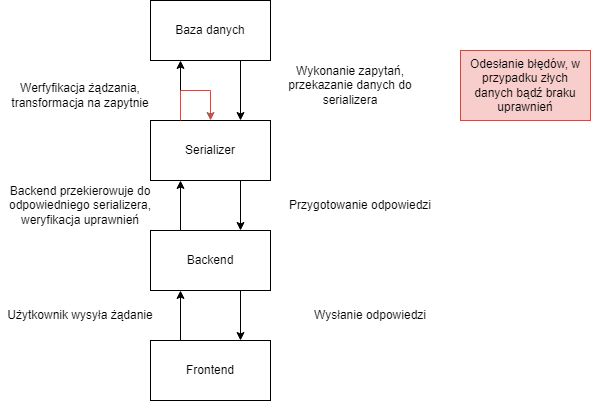 Baza danych
Werfyfikacja żądzania,
transformacja na zapytnie
Wykonanie zapytań,
przekazanie danych do
serializera
Odesłanie błędów, w
przypadku złych
danych bądź braku
uprawnień
Serializer
Backend przekierowuje do
odpowiedniego serializera,
weryfikacja uprawnień
Przygotowanie odpowiedzi
Backend
Użytkownik wysyła żądanie
Wysłanie odpowiedzi
Frontend